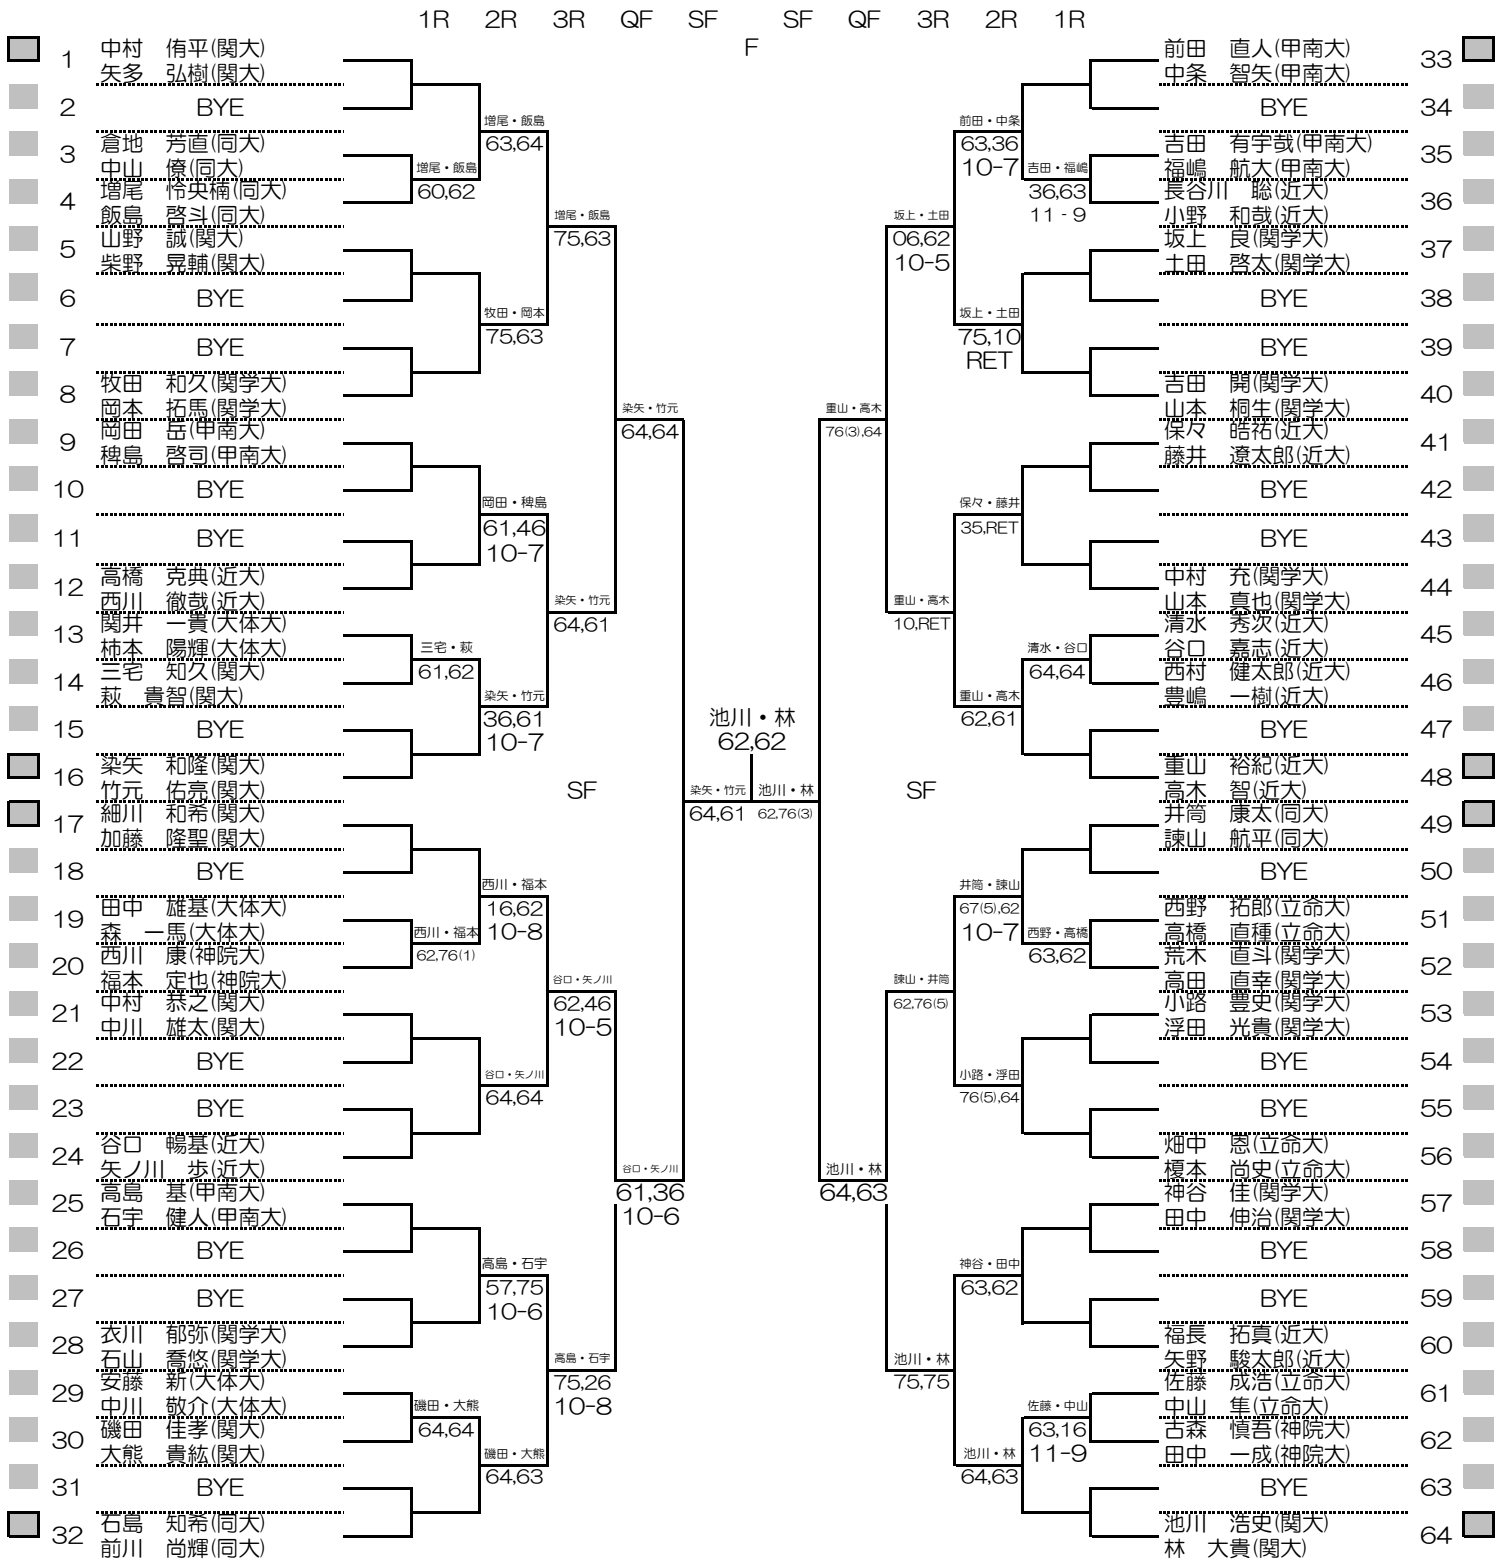 1R 2R 3R QF SF SF QF 3R 2R 1R
F
1 中村 侑平(関大)
矢多 弘樹(関大)
2 BYE
3 倉地 芳直(同大)
中山 僚(同大)
4 増尾 怜央楠(同大)
飯島 啓斗(同大)
5 山野 誠(関大)
柴野 晃輔(関大)
6 BYE
7 BYE
8 牧田 和久(関学大)
岡本 拓馬(関学大)
9 岡田 岳(甲南大)
稗島 啓司(甲南大)
10 BYE
11 BYE
12 高橋 克典(近大)
西川 徹哉(近大)
13 関井 一貴(大体大)
柿本 陽輝(大体大)
14 三宅 知久(関大)
萩 貴智(関大)
15 BYE
16 染矢 和隆(関大)
竹元 佑亮(関大)
17 細川 和希(関大)
加藤 隆聖(関大)
18 BYE
19 田中 雄基(大体大)
森 一馬(大体大)
20 西川 康(神院大)
福本 定也(神院大)
21 中村 恭之(関大)
中川 雄太(関大)
22 BYE
23 BYE
24 谷口 暢基(近大)
矢ノ川 歩(近大)
25 高島 基(甲南大)
石宇 健人(甲南大)
26 BYE
27 BYE
28 衣川 郁弥(関学大)
石山 喬悠(関学大)
29 安藤 新(大体大)
中川 敬介(大体大)
30 磯田 佳孝(関大)
大熊 貴紘(関大)
31 BYE
32 石島 知希(同大)
前川 尚輝(同大)
増尾・飯島
60,62
三宅・萩
61,62
西川・福本
62,76(1)
磯田・大熊
64,64
増尾・飯島
63,64
牧田・岡本
75,63
岡田・稗島
61,46
10-7
染矢・竹元
36,61
10-7
西川・福本
16,62
10-8
谷口・矢ノ川
64,64
高島・石宇
57,75
10-6
磯田・大熊
64,63
増尾・飯島
75,63
染矢・竹元
64,61
谷口・矢ノ川
62,46
10-5
高島・石宇
75,26
10-8
染矢・竹元
64,64
谷口・矢ノ川
61,36
10-6
SF
染矢・竹元
64,61
池川・林
62,62
池川・林
62,76(3)
SF
重山・高木
76(3),64
池川・林
64,63
坂上・土田
06,62
10-5
重山・高木
10,RET
諫山・井筒
62,76(5)
池川・林
75,75
前田・中条
63,36
10-7
坂上・土田
75,10
RET
保々・藤井
35,RET
重山・高木
62,61
井筒・諫山
67(5),62
10-7
小路・浮田
76(5),64
神谷・田中
63,62
池川・林
64,63
吉田・福嶋
36,63
11 - 9
清水・谷口
64,64
西野・高橋
63,62
佐藤・中山
63,16
11-9
前田 直人(甲南大) 33
中条 智矢(甲南大)
BYE 34
吉田 有宇哉(甲南大) 35
福嶋 航大(甲南大)
長谷川 聡(近大) 36
小野 和哉(近大)
坂上 良(関学大) 37
土田 啓太(関学大)
BYE 38
BYE 39
吉田 開(関学大) 40
山本 桐生(関学大)
保々 皓祐(近大) 41
藤井 遼太郎(近大)
BYE 42
BYE 43
中村 充(関学大) 44
山本 真也(関学大)
清水 秀次(近大) 45
谷口 嘉志(近大)
西村 健太郎(近大) 46
豊嶋 一樹(近大)
BYE 47
重山 裕紀(近大) 48
高木 智(近大)
井筒 康太(同大) 49
諫山 航平(同大)
BYE 50
西野 拓郎(立命大) 51
高橋 直種(立命大)
荒木 直斗(関学大) 52
高田 直幸(関学大)
小路 豊史(関学大) 53
浮田 光貴(関学大)
BYE 54
BYE 55
畑中 恩(立命大) 56
榎本 尚史(立命大)
神谷 佳(関学大) 57
田中 伸治(関学大)
BYE 58
BYE 59
福長 拓真(近大) 60
矢野 駿太郎(近大)
佐藤 成浩(立命大) 61
中山 隼(立命大)
古森 慎吾(神院大) 62
田中 一成(神院大)
BYE 63
池川 浩史(関大) 64
林 大貴(関大)